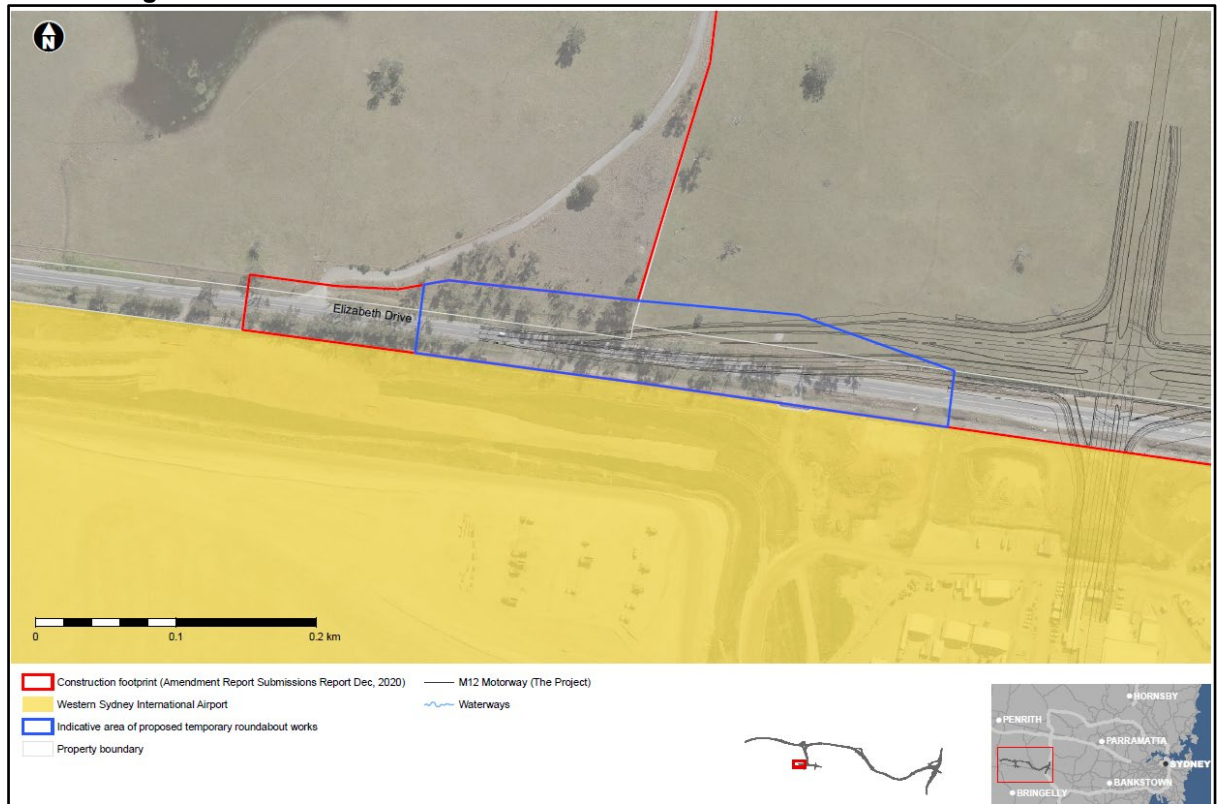 N
Elizabeth Drive
0 0.1 0.2 km
Construction footprint (Amendment Report Submissions Report Dec, 2020)
Western Sydney International Airport
Indicative area of proposed temporary roundabout works
Property boundary
M12 Motorway (The Project)
Waterways
HORNSBY
PENRITH
PARRAMATTA
SYDNEY
BANKSTOWN
BRINGELLY